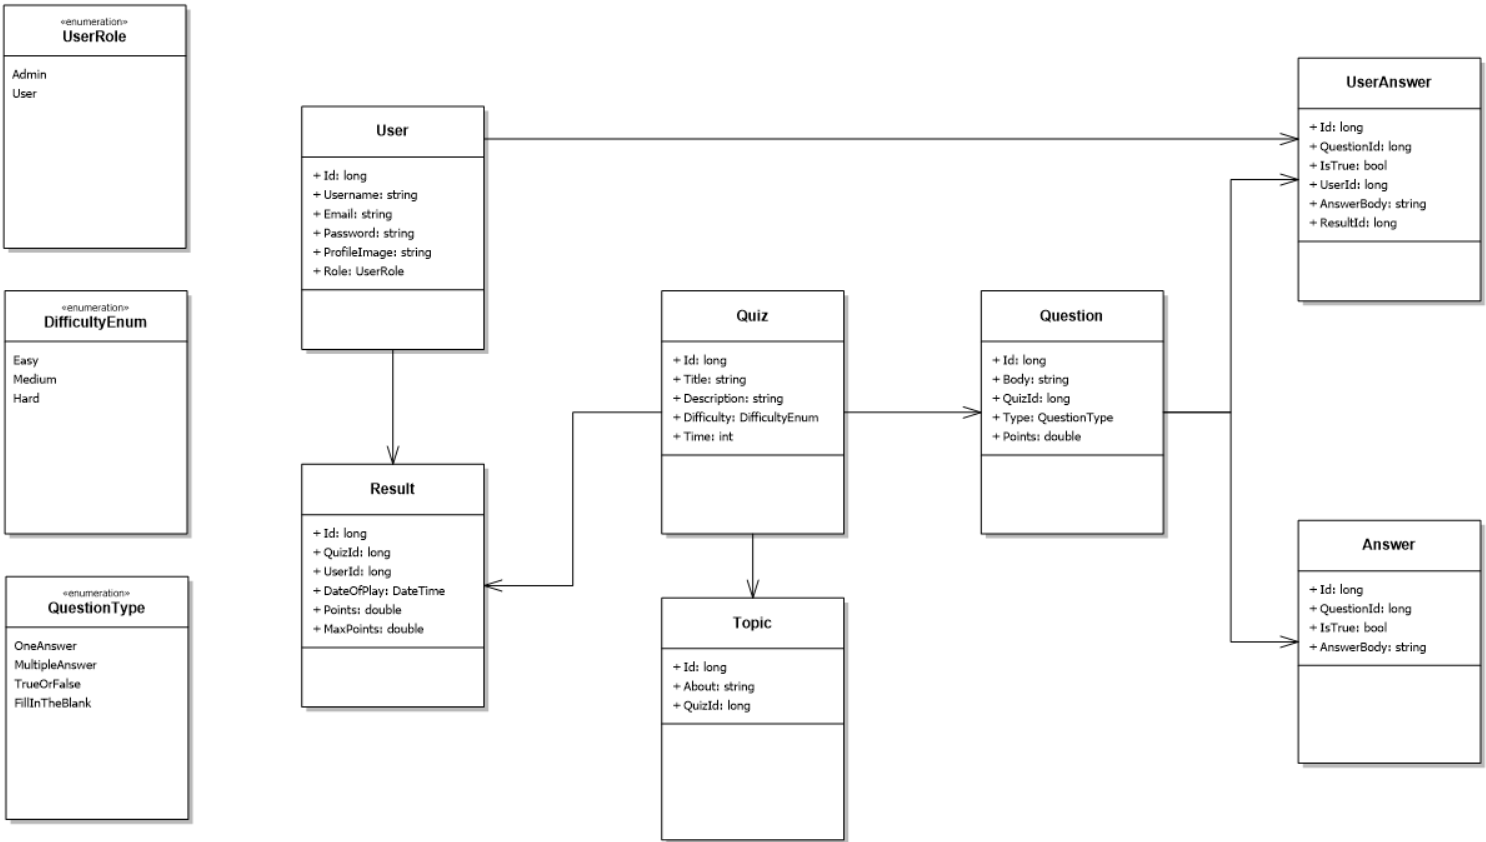 «enumeration»
UserRole
Admin
User
«enumeration»
DifficultyEnum
Easy
Medium
Hard
«enumeration»
QuestionType
OneAnswer
MultipleAnswer
TrueOrFalse
FillInTheBlank
User
+ Id: long
+ Username: string
+ Email: string
+ Password: string
+ ProfileImage: string
+ Role: UserRole
Result
+ Id: long
+ QuizId: long
+ UserId: long
+ DateOfPlay: DateTime
+ Points: double
+ MaxPoints: double
Quiz
+ Id: long
+ Title: string
+ Description: string
+ Difficulty: DifficultyEnum
+ Time: int
Topic
+ Id: long
+ About: string
+ QuizId: long
Question
+ Id: long
+ Body: string
+ QuizId: long
+ Type: QuestionType
+ Points: double
UserAnswer
+ Id: long
+ QuestionId: long
+ IsTrue: bool
+ UserId: long
+ AnswerBody: string
+ ResultId: long
Answer
+ Id: long
+ QuestionId: long
+ IsTrue: bool
+ AnswerBody: string